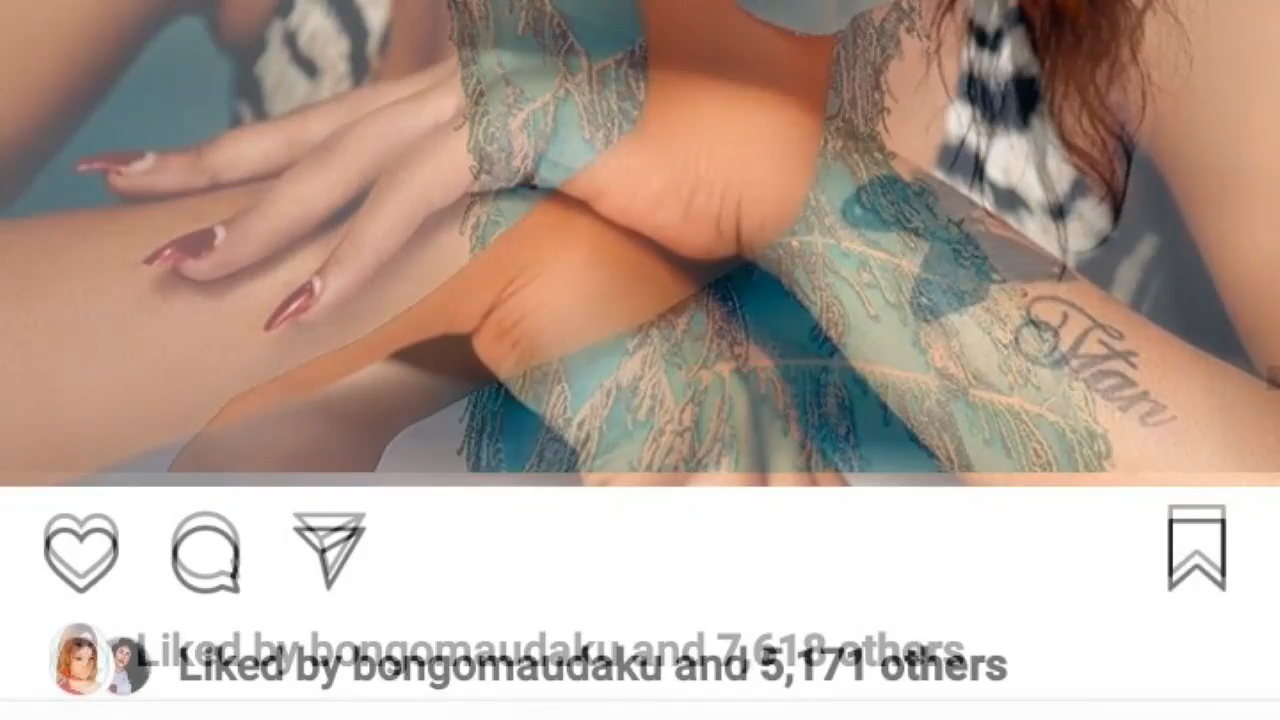 Stan
Liked by bongomaudaku and 7,618 others
Liked by bongomaudaku and 5,171 others